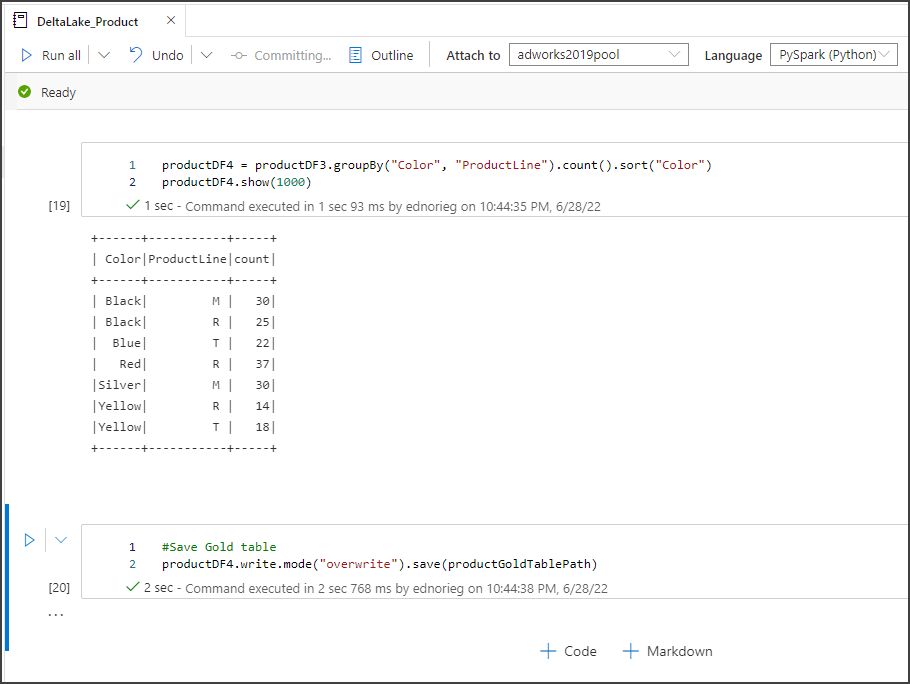 DeltaLake_Product
Run all Undo Committing... Outline Attach to adworks2019pool Language PySpark (Python)
Ready
1 productDF4 = productDF3.groupBy("Color", "ProductLine").count().sort("Color")
2 productDF4.show(1000)
[19] 1 sec - Command executed in 1 sec 93 ms by ednorieg on 10:44:35 PM, 6/28/22
+------+-----------+-----+
| Color|ProductLine|count|
+------+-----------+-----+
| Black|         M |   30|
| Black|         R |   25|
|  Blue|         T |   22|
|   Red|         R |   37|
|Silver|         M |   30|
|Yellow|         R |   14|
|Yellow|         T |   18|
+------+-----------+-----+
1 #Save Gold table
2 productDF4.write.mode("overwrite").save(productGoldTablePath)
[20] 2 sec - Command executed in 2 sec 768 ms by ednorieg on 10:44:38 PM, 6/28/22
...
+ Code + Markdown